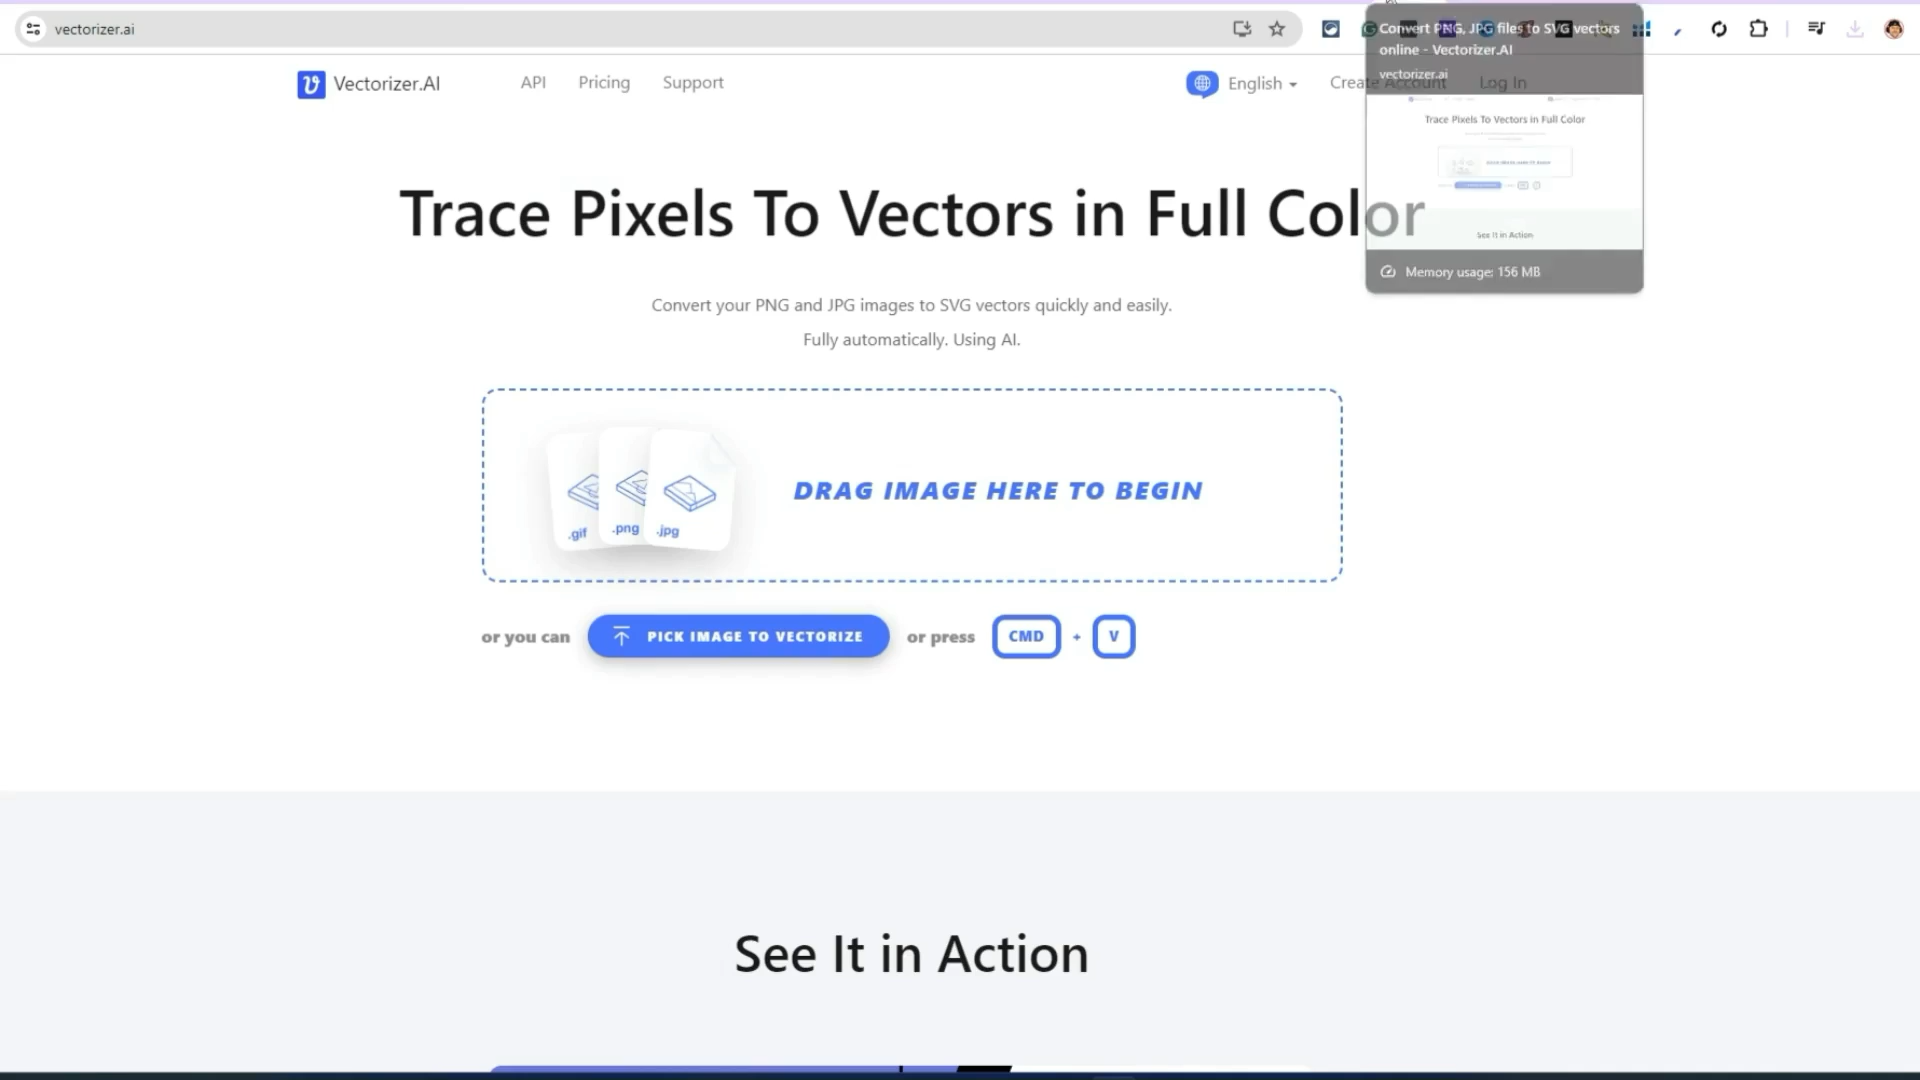 vectorizer.ai
Convert PNG, JPG files to SVG vectors
online - Vectorizer.AI
vectorizer.ai
Vectorizer.AI
API
Pricing
Support
English
Create Account
Log In
Trace Pixels To Vectors in Full Color
See It in Action
Memory usage: 156 MB
Trace Pixels To Vectors in Full Color
Convert your PNG and JPG images to SVG vectors quickly and easily.
Fully automatically. Using AI.
.gif
.png
.jpg
DRAG IMAGE HERE TO BEGIN
or you can
PICK IMAGE TO VECTORIZE
or press
CMD
+
V
See It in Action